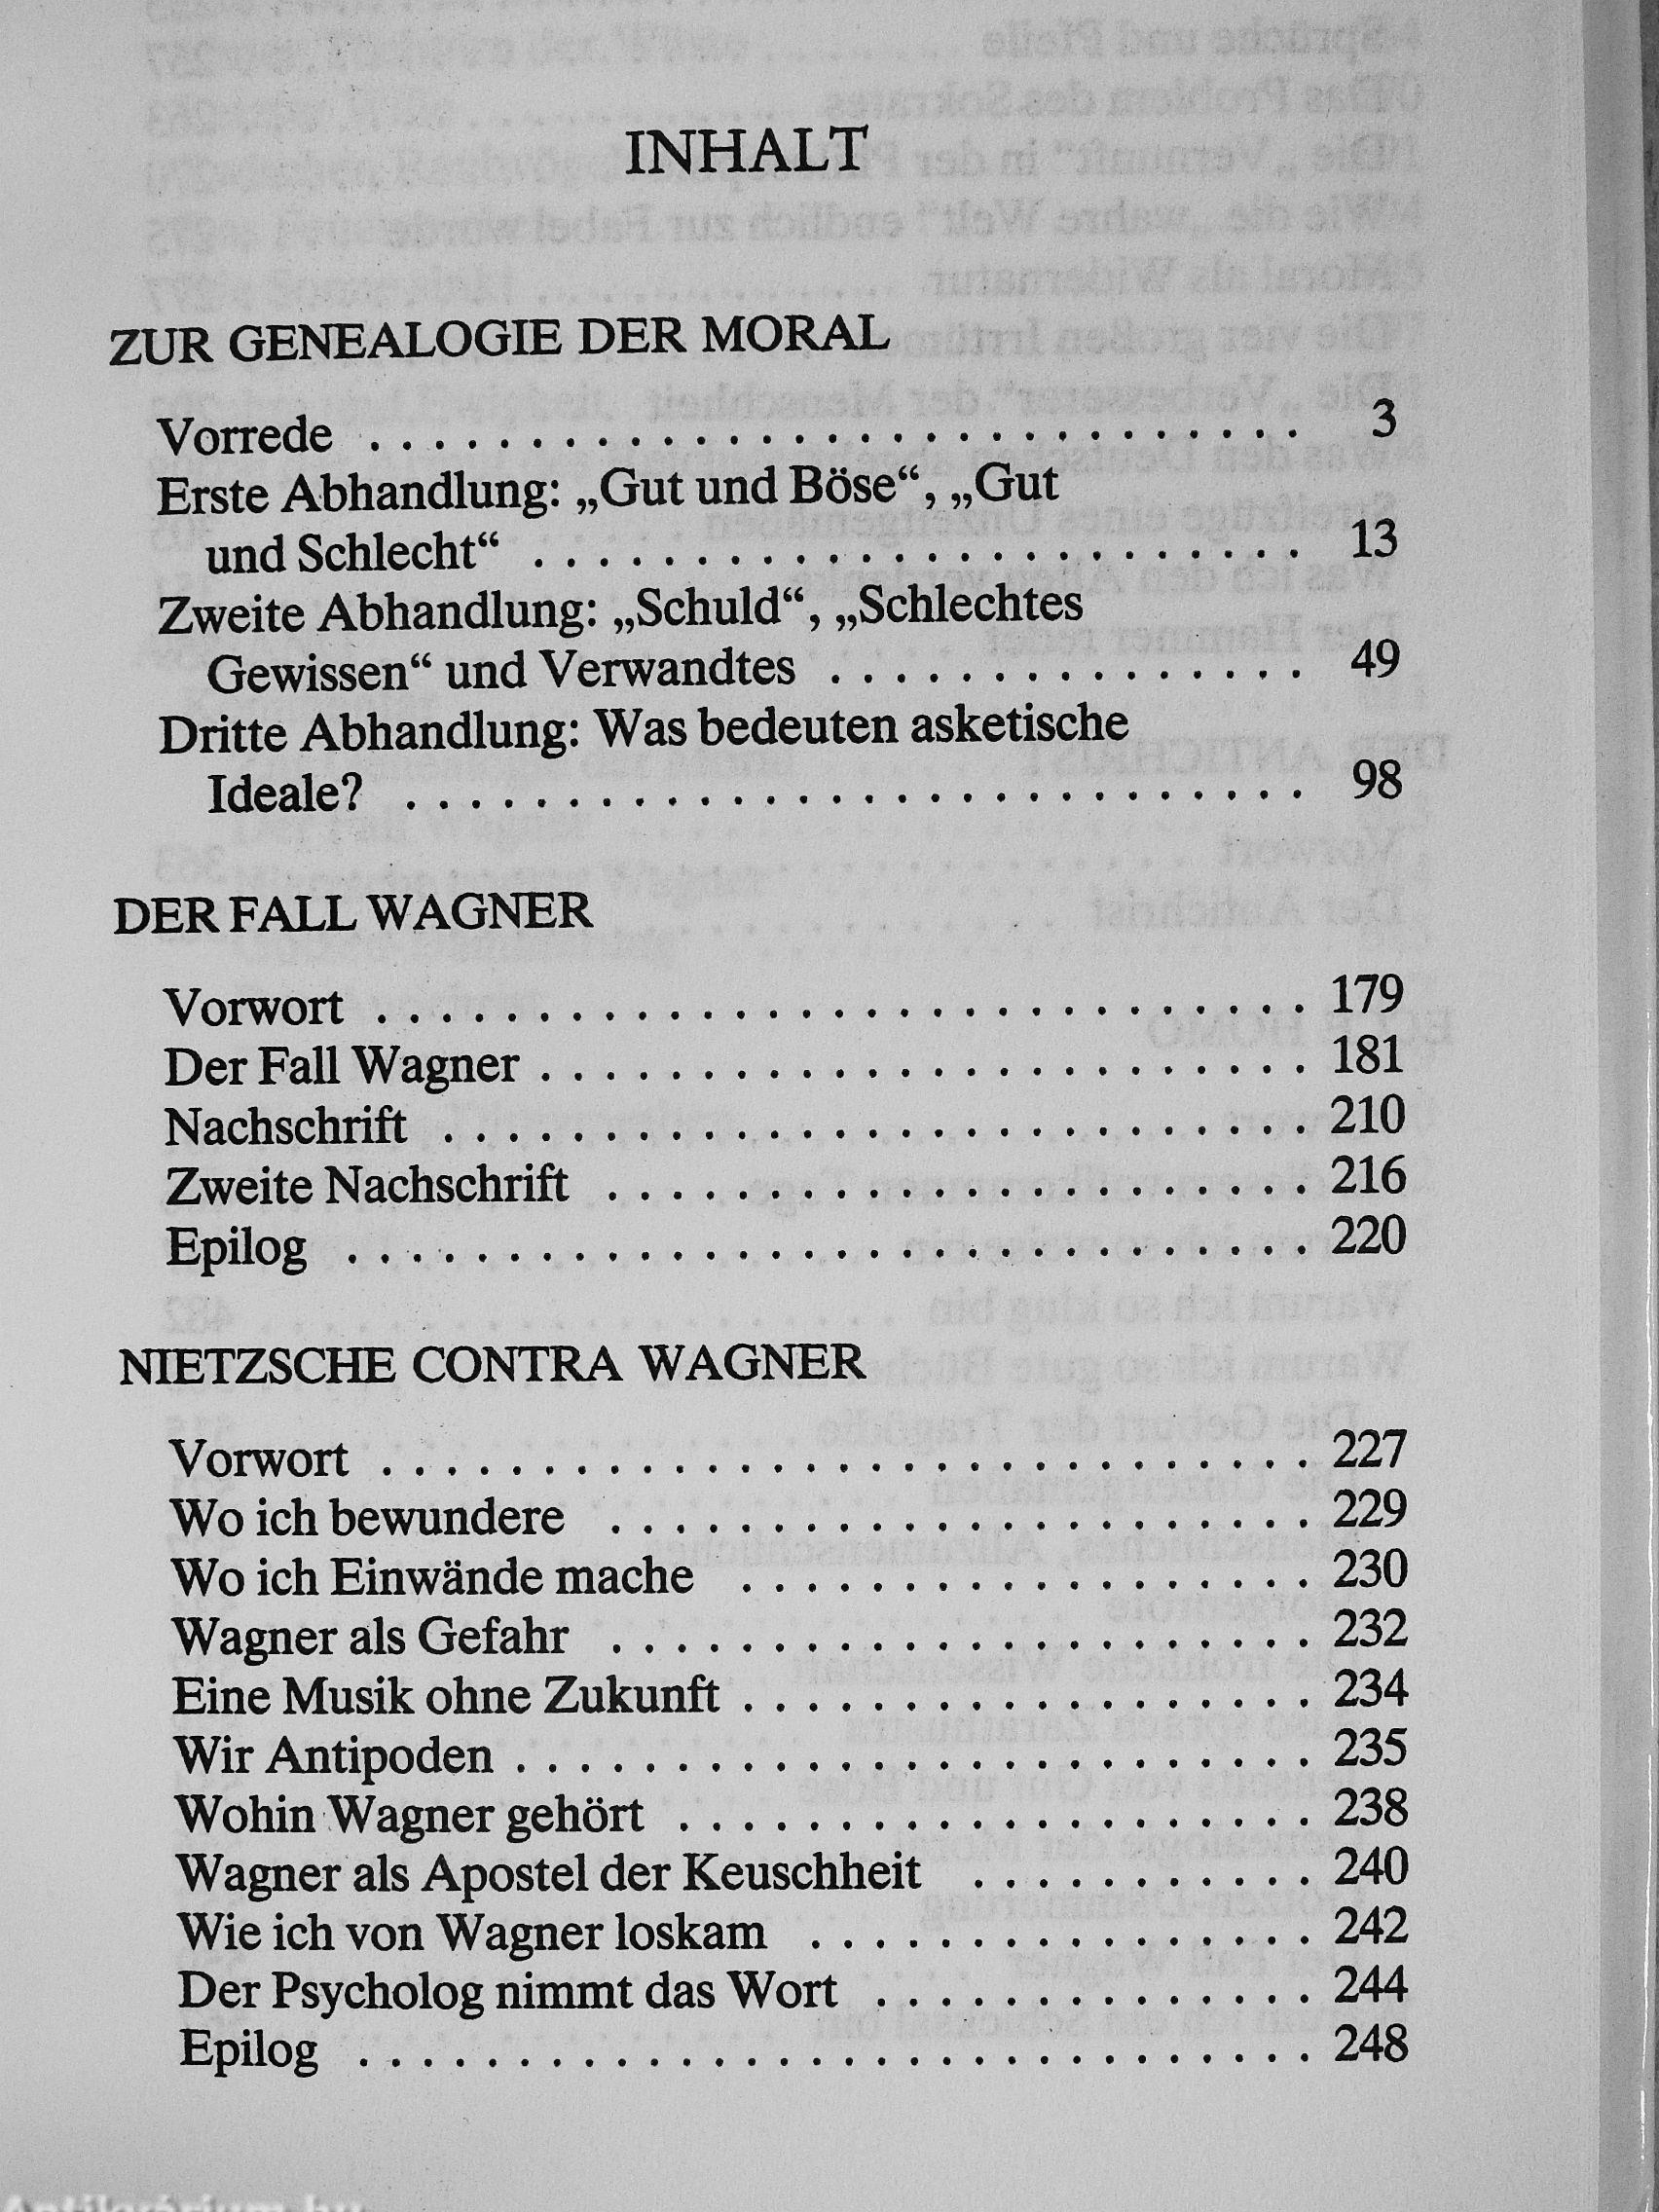 INHALT
ZUR GENEALOGIE DER MORAL
Vorrede . . . . . . . . . . . . . . . . . . . . . . . . . . . . . 3
Erste Abhandlung: „Gut und Böse“, „Gut
und Schlecht“ . . . . . . . . . . . . . . . . . . . . . . . . 13
Zweite Abhandlung: „Schuld“, „Schlechtes
Gewissen“ und Verwandtes . . . . . . . . . . . . . . . 49
Dritte Abhandlung: Was bedeuten asketische
Ideale? . . . . . . . . . . . . . . . . . . . . . . . . . . . . 98
DER FALL WAGNER
Vorwort . . . . . . . . . . . . . . . . . . . . . . . . . . . . . 179
Der Fall Wagner . . . . . . . . . . . . . . . . . . . . . . . . 181
Nachschrift . . . . . . . . . . . . . . . . . . . . . . . . . . . 210
Zweite Nachschrift . . . . . . . . . . . . . . . . . . . . . . 216
Epilog . . . . . . . . . . . . . . . . . . . . . . . . . . . . . . 220
NIETZSCHE CONTRA WAGNER
Vorwort . . . . . . . . . . . . . . . . . . . . . . . . . . . . . 227
Wo ich bewundere . . . . . . . . . . . . . . . . . . . . . . 229
Wo ich Einwände mache . . . . . . . . . . . . . . . . . . 230
Wagner als Gefahr . . . . . . . . . . . . . . . . . . . . . . 232
Eine Musik ohne Zukunft . . . . . . . . . . . . . . . . . . 234
Wir Antipoden . . . . . . . . . . . . . . . . . . . . . . . . . 235
Wohin Wagner gehört . . . . . . . . . . . . . . . . . . . . 238
Wagner als Apostel der Keuschheit . . . . . . . . . . . 240
Wie ich von Wagner loskam . . . . . . . . . . . . . . . . 242
Der Psycholog nimmt das Wort . . . . . . . . . . . . . . 244
Epilog . . . . . . . . . . . . . . . . . . . . . . . . . . . . . . 248